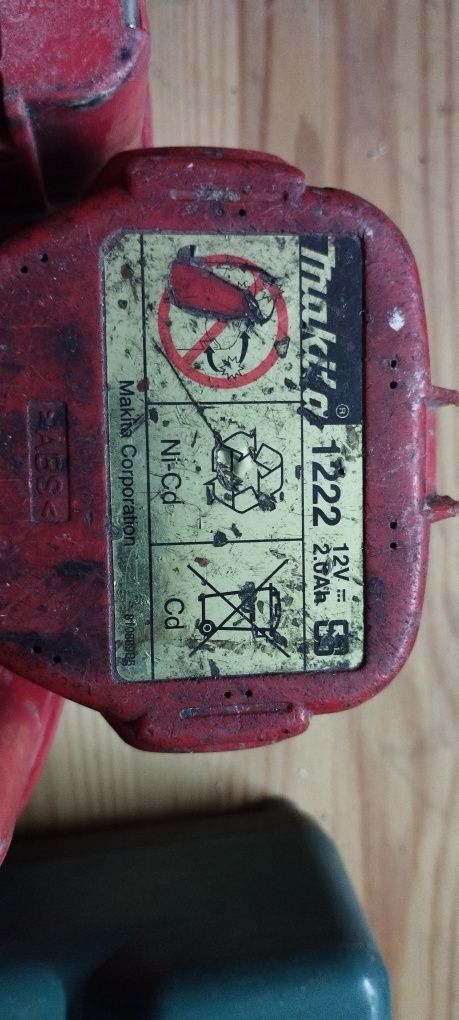 makita®
1222 12V 2.0Ah
Ni-Cd
Cd
Makita Corporation
>ABS<